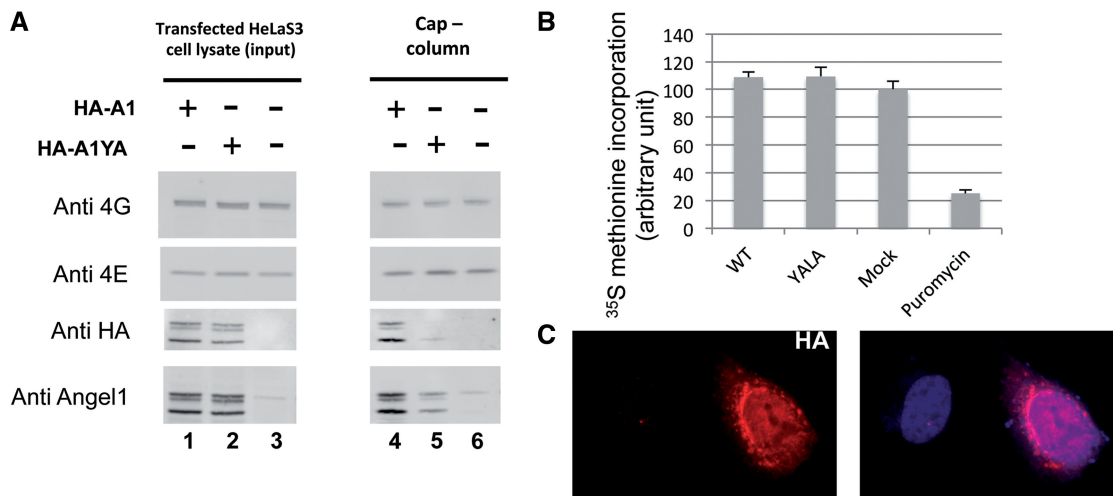 A
Transfected HeLaS3
cell lysate (input)
Cap –
column
HA-A1 + – – + – –
HA-A1YA – + – – + –
Anti 4G
Anti 4E
Anti HA
Anti Angel1
1 2 3 4 5 6
B
35S methionine incorporation
(arbitrary unit)
140
120
100
80
60
40
20
0
WT YALA Mock Puromycin
C
HA